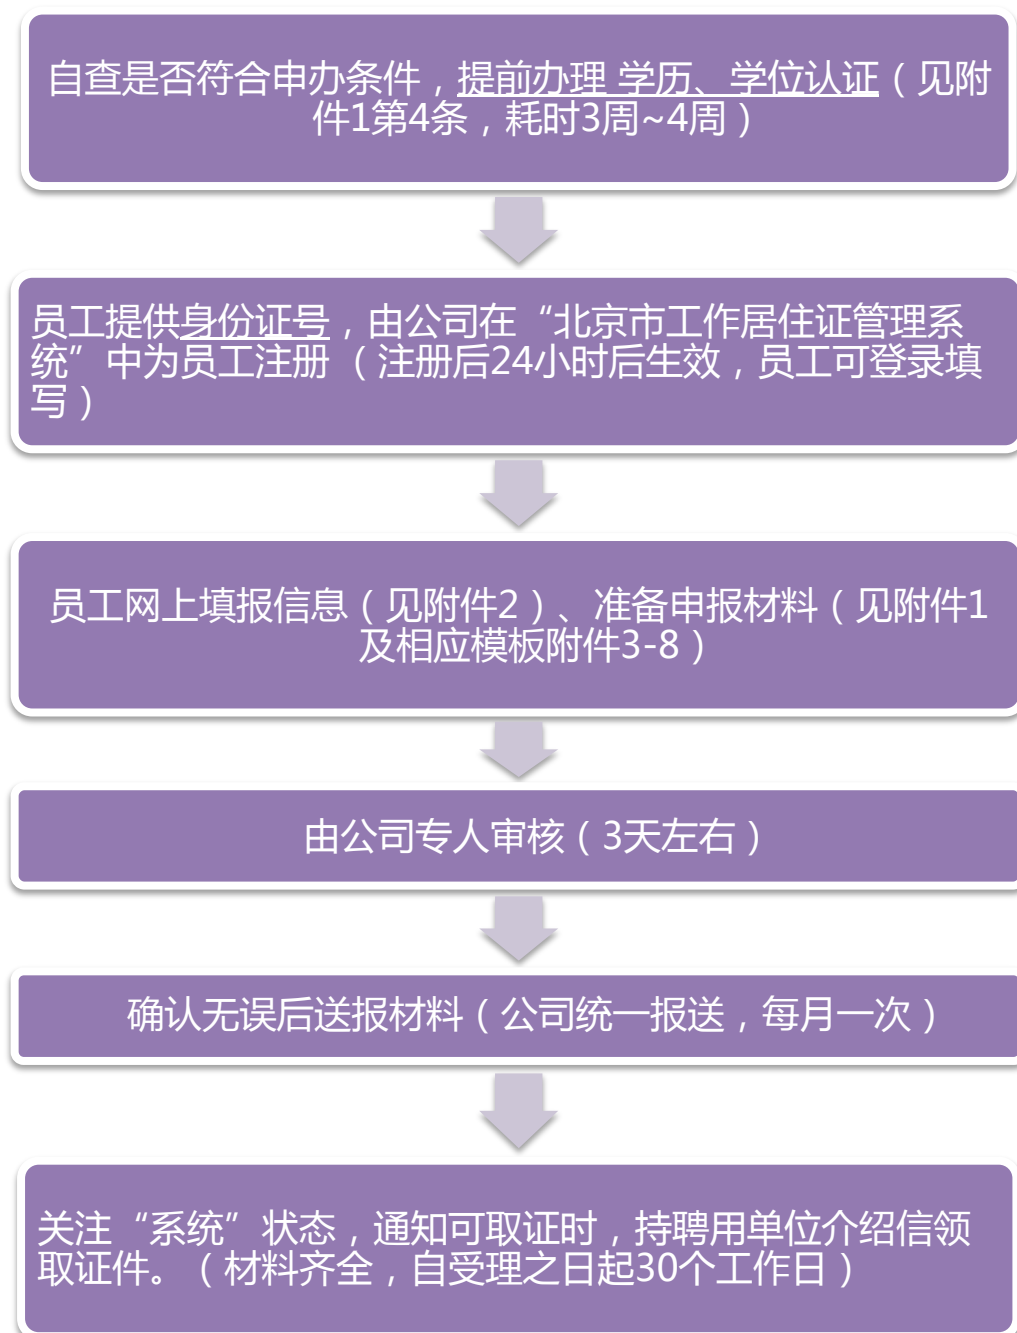 自查是否符合申办条件，提前办理 学历、学位认证（见附
件1第4条，耗时3周~4周）
员工提供身份证号，由公司在“北京市工作居住证管理系
统”中为员工注册（注册后24小时后生效，员工可登录填
写）
员工网上填报信息（见附件2）、准备申报材料（见附件1
及相应模板附件3-8）
由公司专人审核（3天左右）
确认无误后送报材料（公司统一报送，每月一次）
关注“系统”状态，通知可取证时，持聘用单位介绍信领
取证件。（材料齐全，自受理之日起30个工作日）